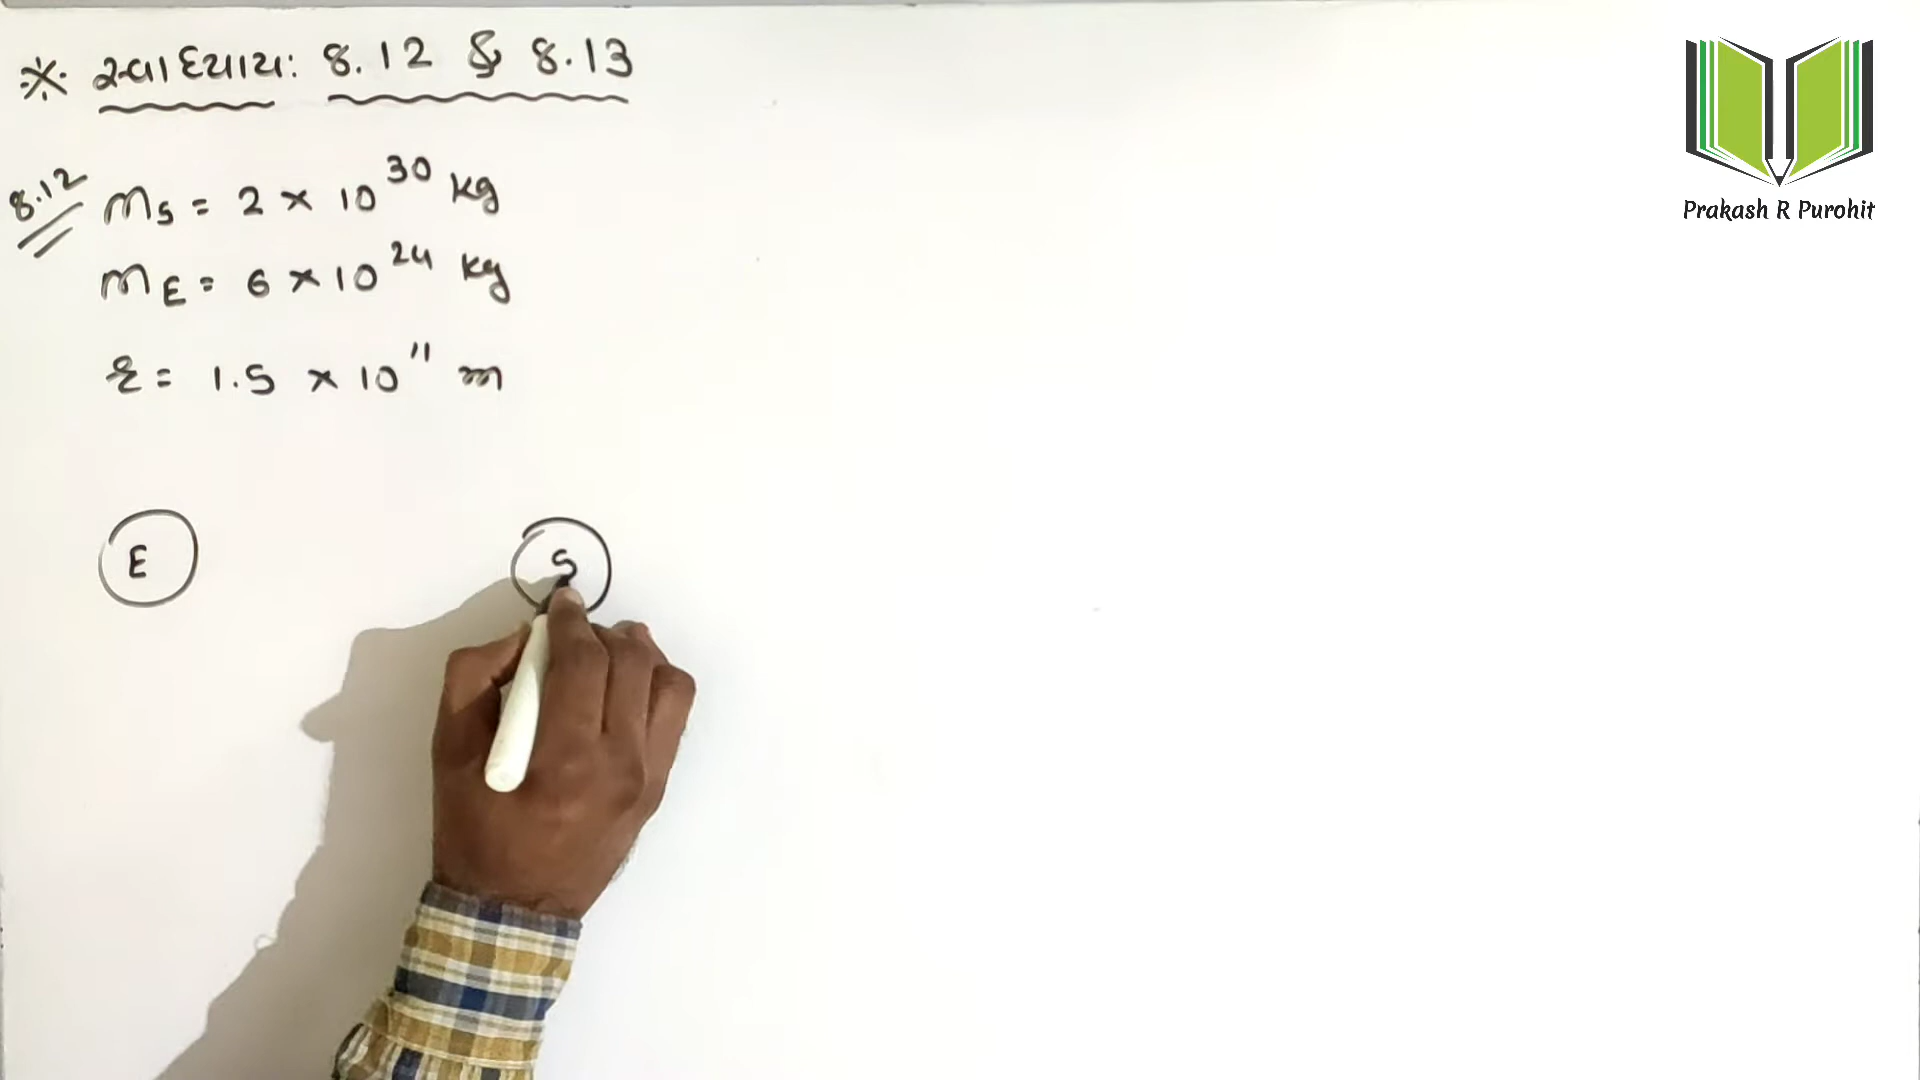 ※ સ્વાધ્યાય: 8.12 & 8.13
8.12
ms = 2 × 10^30 kg
mE = 6 × 10^24 kg
r = 1.5 × 10^11 m
E
S
Prakash R Purohit